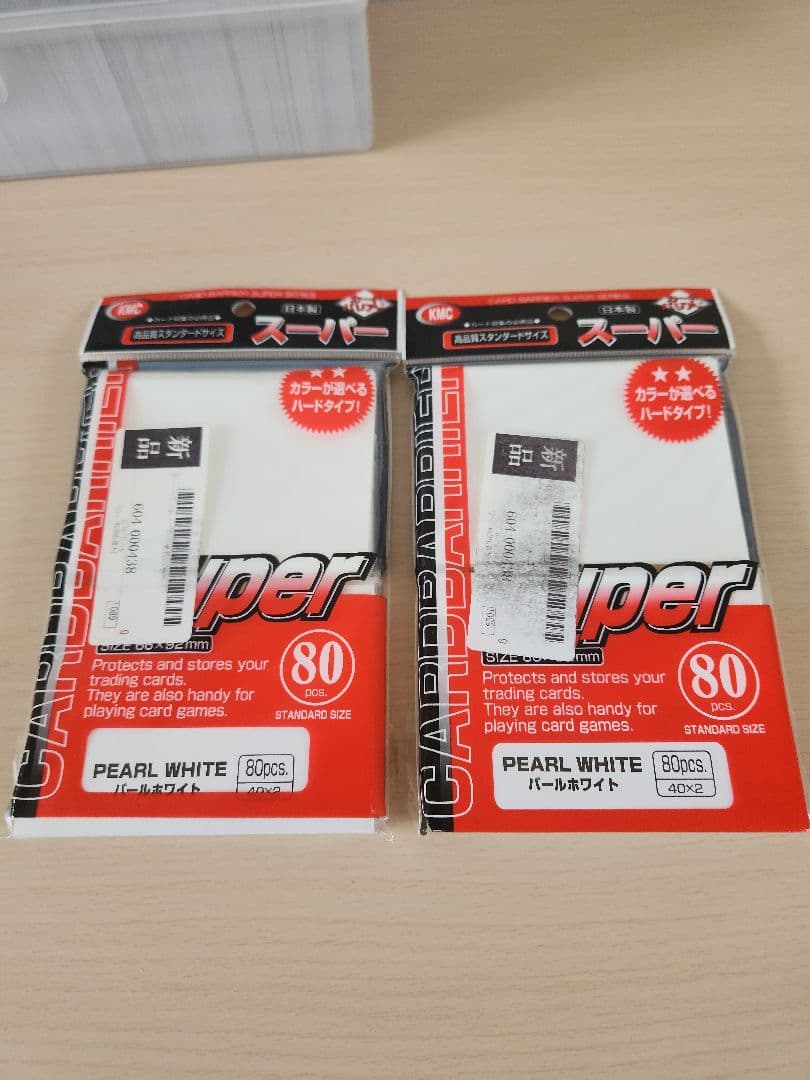 CARD BARRIER SUPER SERIES
KMC
日本製
高品質スタンダードサイズ
スーパー
カラーが選べる
ハードタイプ!
新品
604 000438
CARD BARRIER
Protects and stores your
trading cards.
They are also handy for
playing card games.
80
pcs.
STANDARD SIZE
PEARL WHITE
80pcs.
パールホワイト
40×2
CARD BARRIER SUPER SERIES
KMC
日本製
高品質スタンダードサイズ
スーパー
カラーが選べる
ハードタイプ!
新品
604 000438
CARD BARRIER
Protects and stores your
trading cards.
They are also handy for
playing card games.
80
pcs.
STANDARD SIZE
PEARL WHITE
80pcs.
パールホワイト
40×2